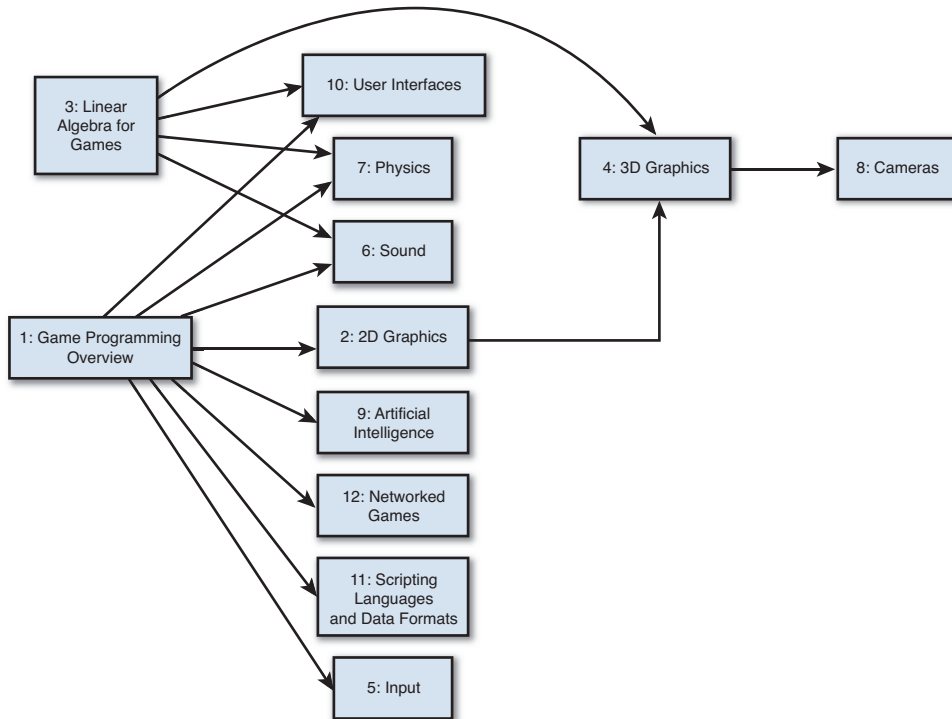 3: Linear
Algebra for
Games
10: User Interfaces
7: Physics
4: 3D Graphics
8: Cameras
6: Sound
1: Game Programming
Overview
2: 2D Graphics
9: Artificial
Intelligence
12: Networked
Games
11: Scripting
Languages
and Data Formats
5: Input